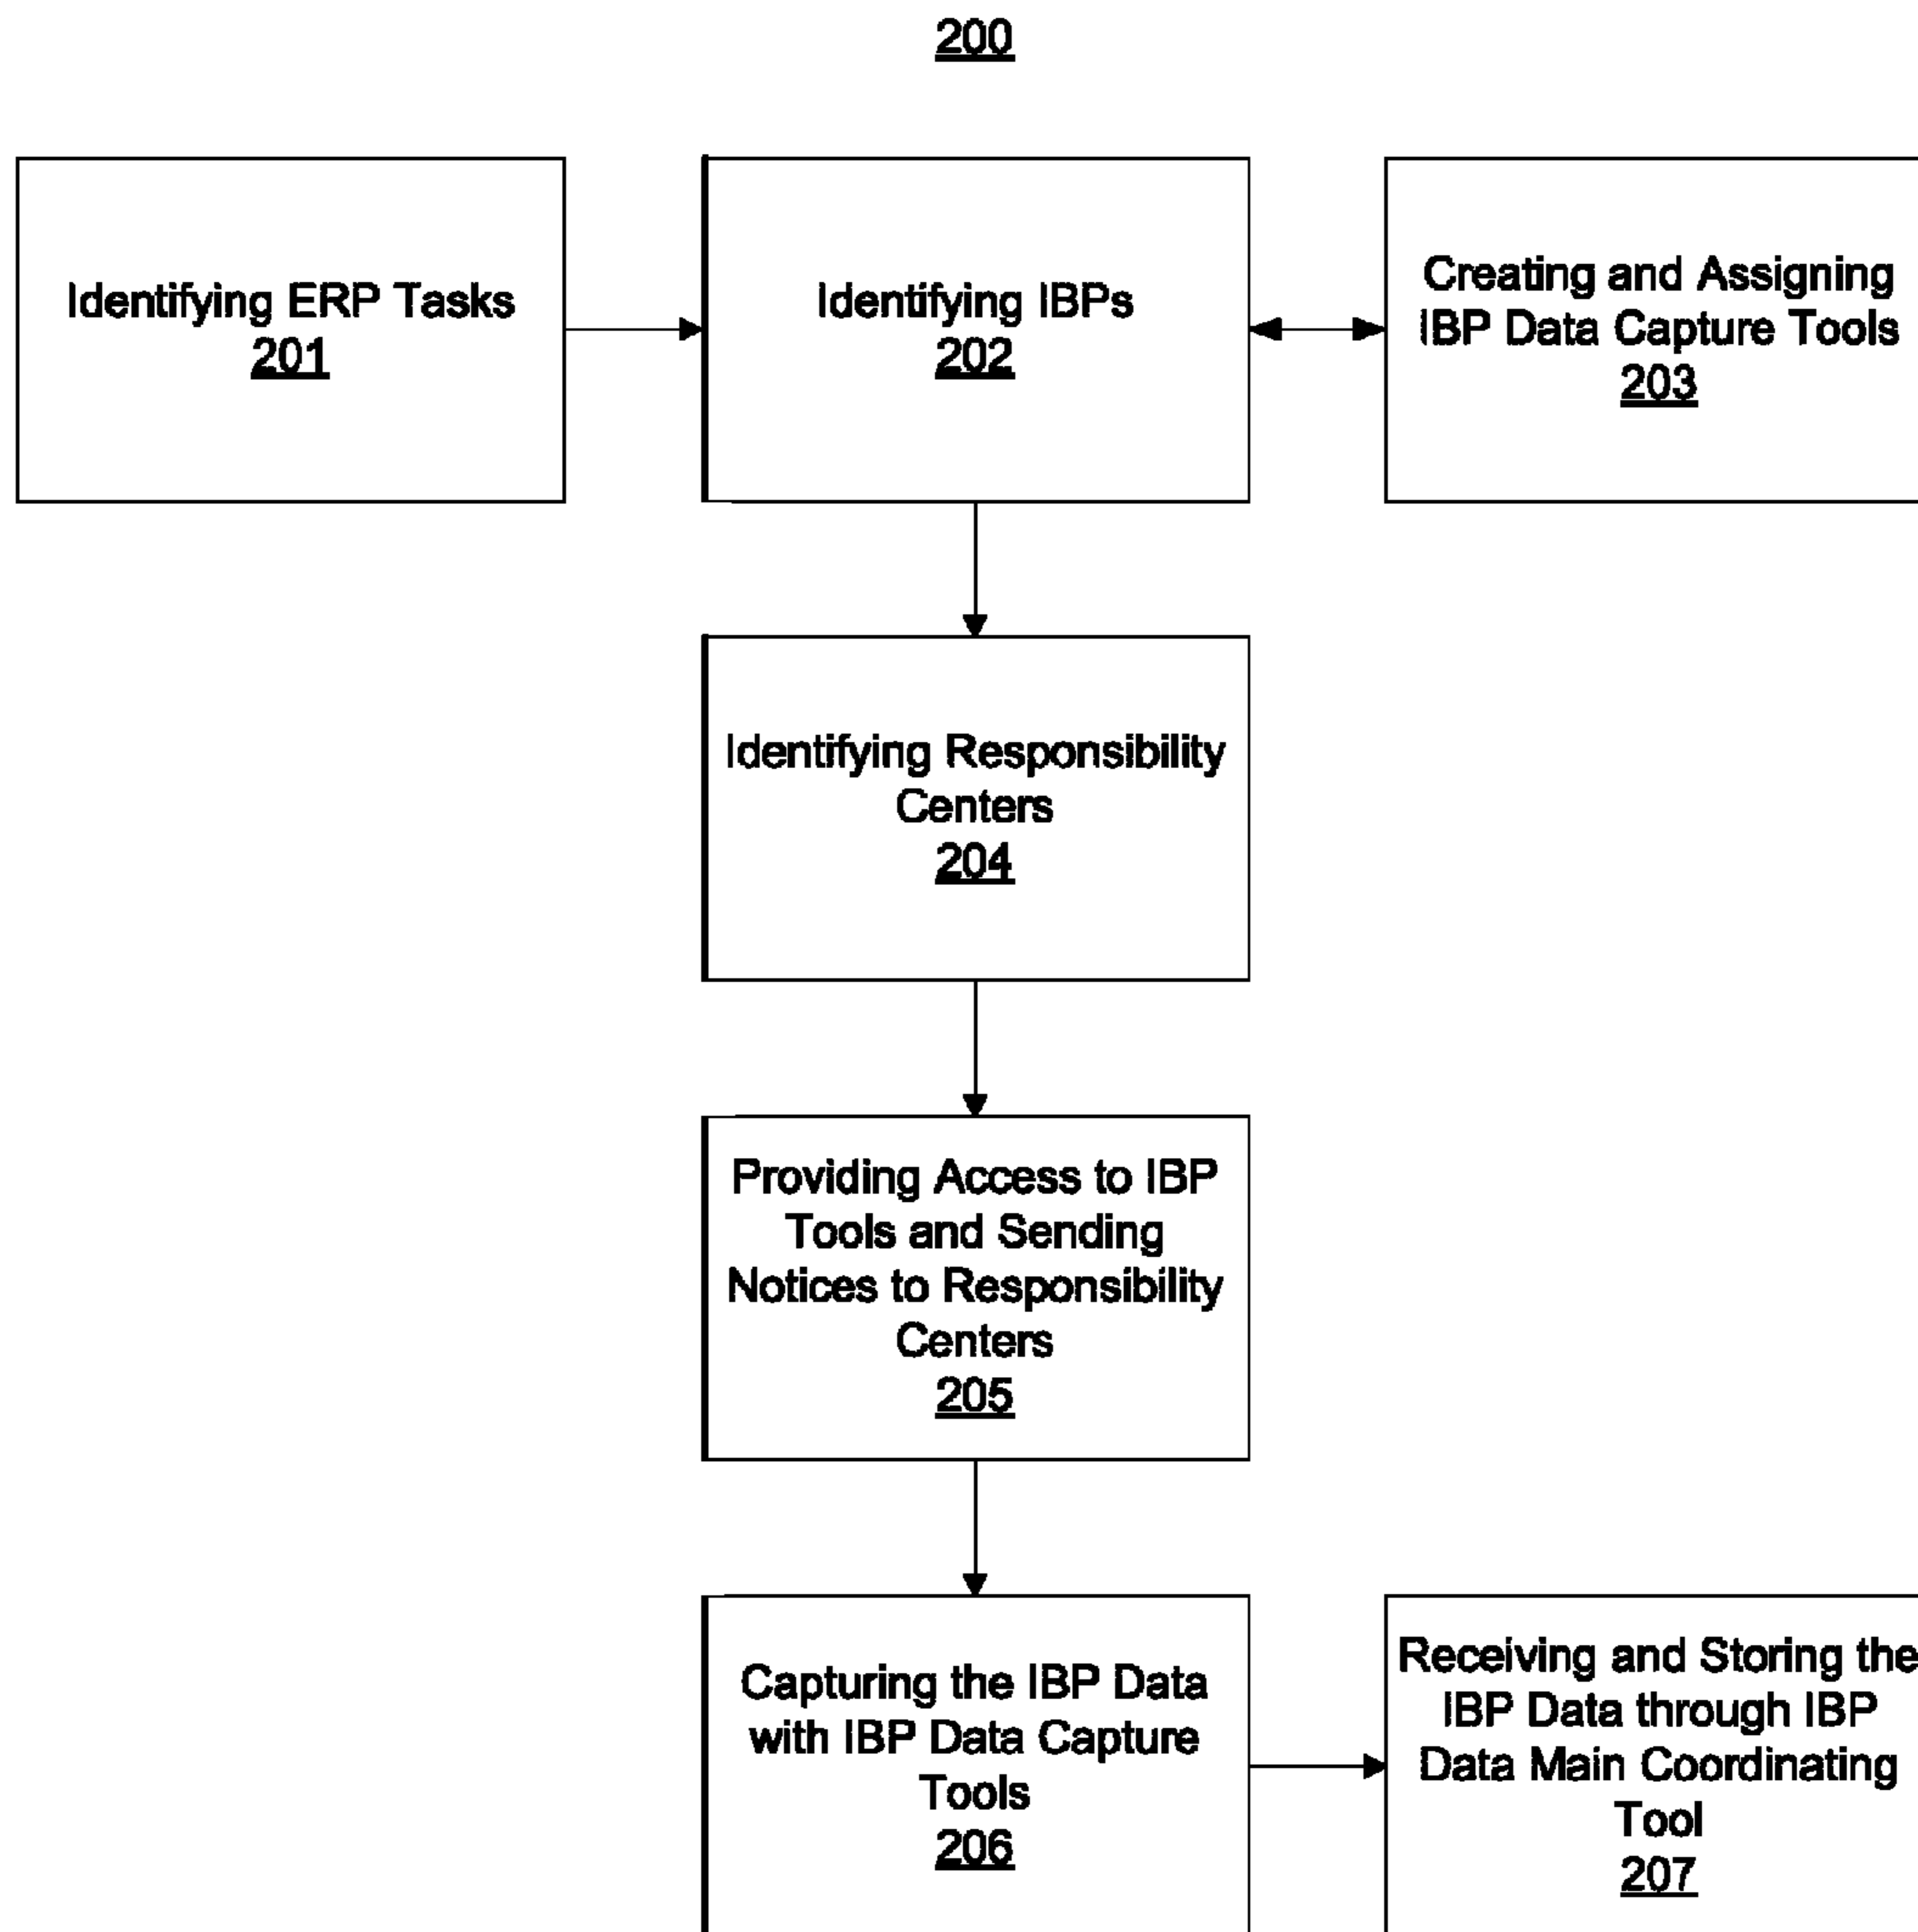 200
Identifying ERP Tasks
201
Identifying IBPs
202
Creating and Assigning
IBP Data Capture Tools
203
Identifying Responsibility
Centers
204
Providing Access to IBP
Tools and Sending
Notices to Responsibility
Centers
205
Capturing the IBP Data
with IBP Data Capture
Tools
206
Receiving and Storing the
IBP Data through IBP
Data Main Coordinating
Tool
207